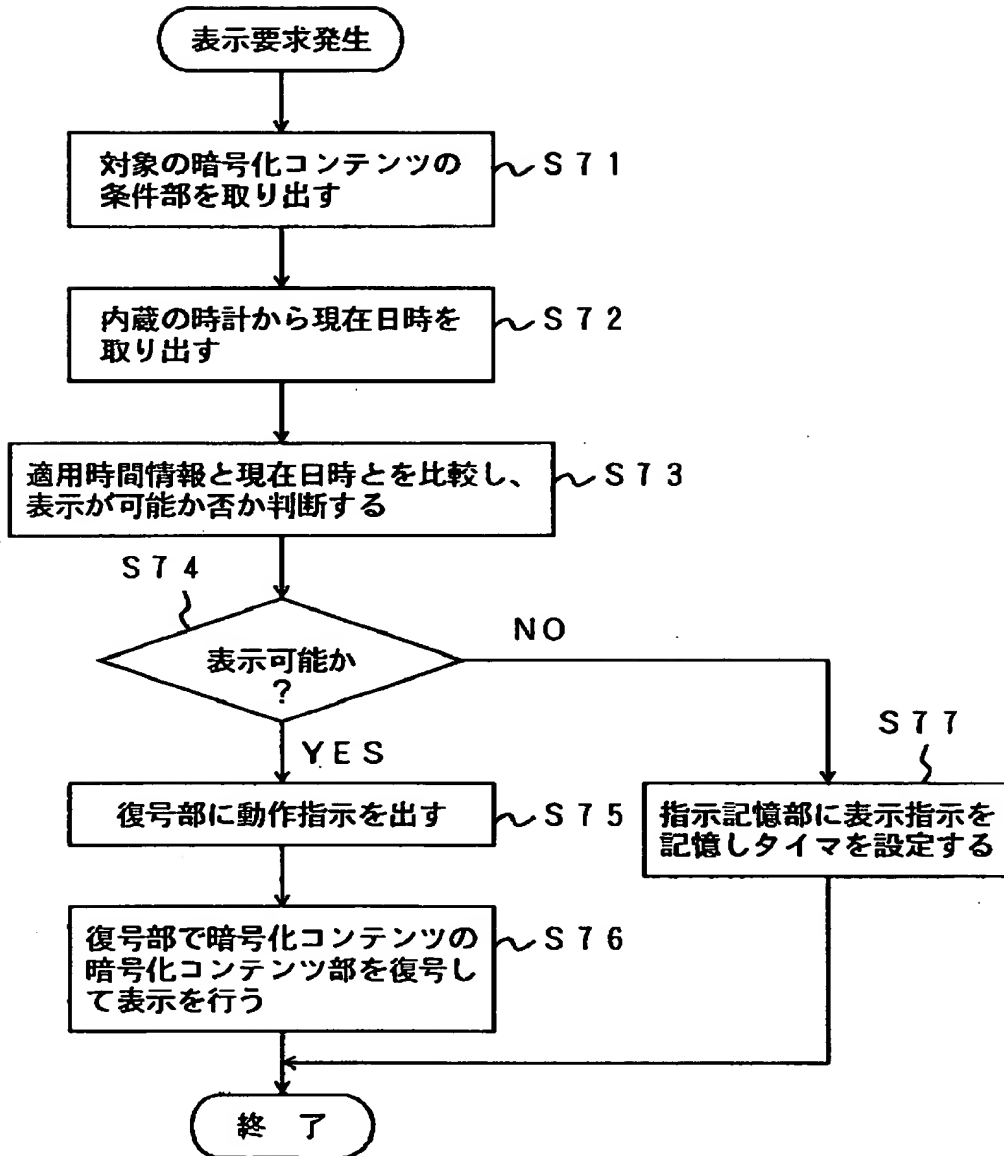 表示要求発生
対象の暗号化コンテンツの
条件部を取り出す
S71
内蔵の時計から現在日時を
取り出す
S72
適用時間情報と現在日時とを比較し、
表示が可能か否か判断する
S73
S74
表示可能か
?
NO
YES
S77
復号部に動作指示を出す
S75
指示記憶部に表示指示を
記憶しタイマを設定する
復号部で暗号化コンテンツの
暗号化コンテンツ部を復号し
て表示を行う
S76
終 了